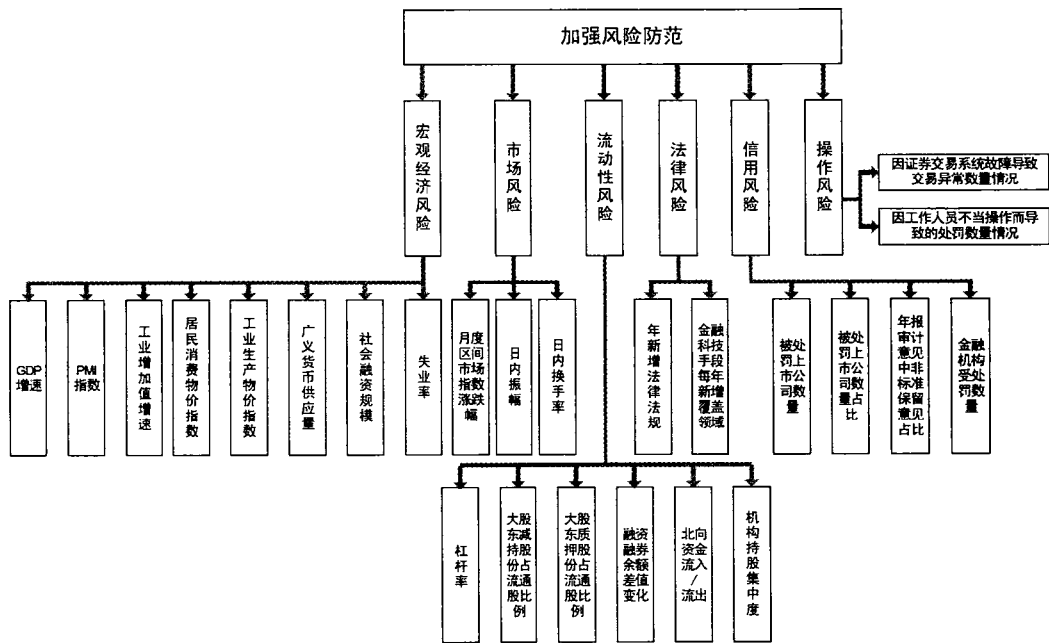 加强风险防范
宏观经济风险
市场风险
流动性风险
法律风险
信用风险
操作风险
因证券交易系统故障导致
交易异常数量情况
因工作人员不当操作而导
致的处罚数量情况
GDP
增速
PMI
指数
工业增加值增速
居民消费物价指数
工业生产物价指数
广义货币供应量
社会融资规模
失业率
月度区间市场指数涨跌幅
日内振幅
日内换手率
年新增法律法规
金融科技手段每年新增覆盖领域
被处罚上市公司数量
被处罚上市公司数量占比
年报审计意见中非标准保留意见占比
金融机构受处罚数量
杠杆率
大股东减持股份占流通股比例
大股东质押股份占流通股比例
融资融券余额差值变化
北向资金流入/流出
机构持股集中度